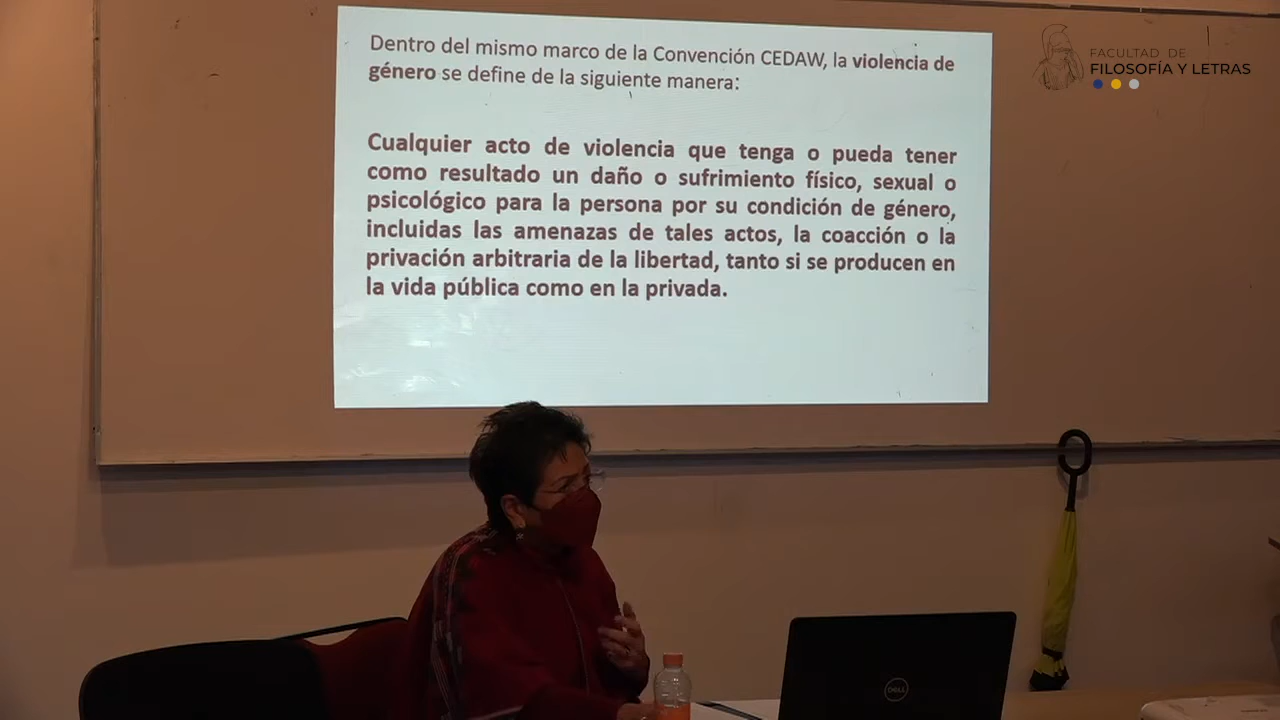 Dentro del mismo marco de la Convención CEDAW, la violencia de
género se define de la siguiente manera:
Cualquier acto de violencia que tenga o pueda tener
como resultado un daño o sufrimiento físico, sexual o
psicológico para la persona por su condición de género,
incluidas las amenazas de tales actos, la coacción o la
privación arbitraria de la libertad, tanto si se producen en
la vida pública como en la privada.
FACULTAD DE
FILOSOFÍA Y LETRAS
DELL